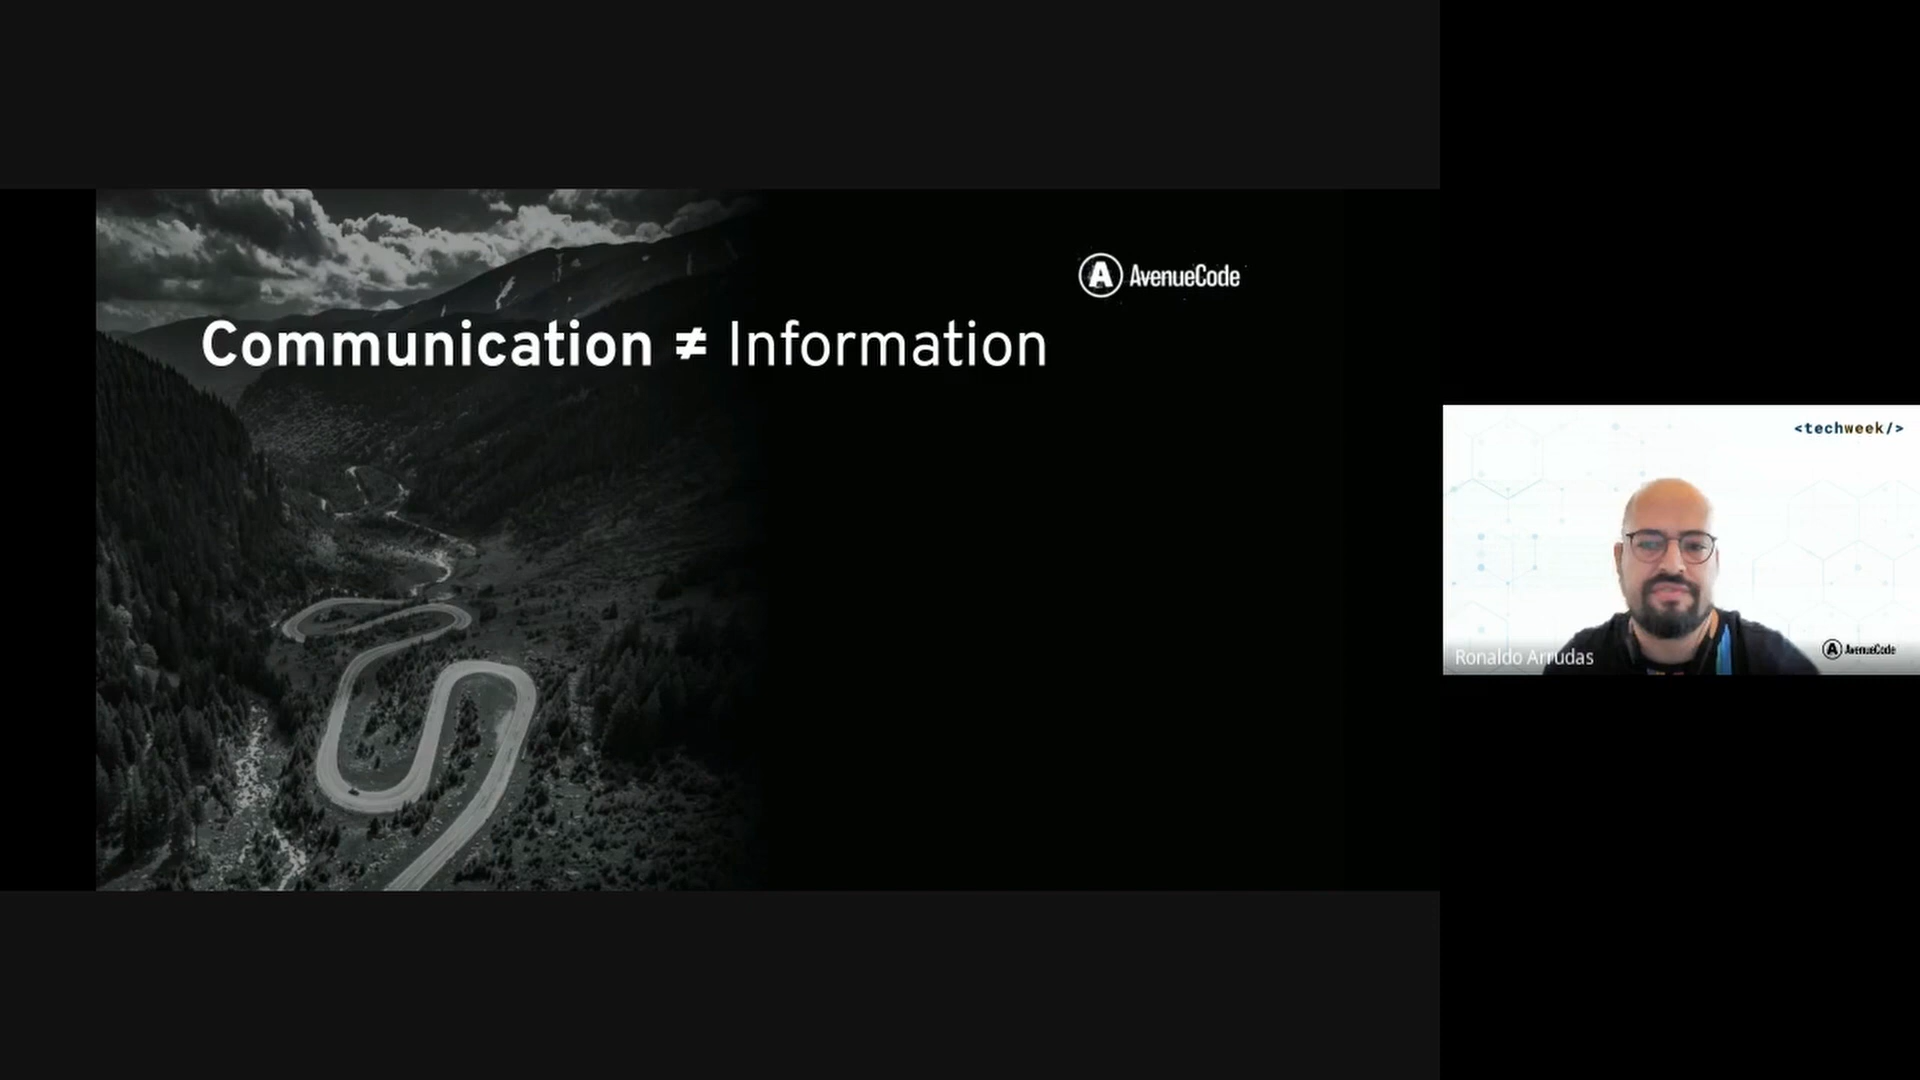 AvenueCode
Communication ≠ Information
<techweek/>
Ronaldo Arrudas
AvenueCode